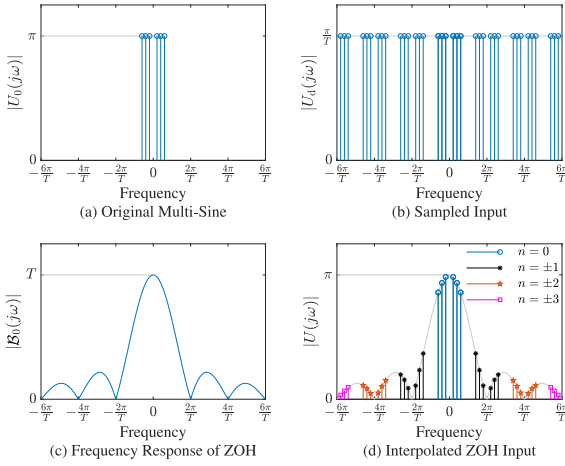 |U₀(jω)|
π
0
−6π/T −4π/T −2π/T 0 2π/T 4π/T 6π/T
Frequency
(a) Original Multi-Sine
|U_d(jω)|
π/T
0
−6π/T −4π/T −2π/T 0 2π/T 4π/T 6π/T
Frequency
(b) Sampled Input
|ℬ₀(jω)|
T
0
−6π/T −4π/T −2π/T 0 2π/T 4π/T 6π/T
Frequency
(c) Frequency Response of ZOH
|U(jω)|
π
0
n = 0
n = ±1
n = ±2
n = ±3
−6π/T −4π/T −2π/T 0 2π/T 4π/T 6π/T
Frequency
(d) Interpolated ZOH Input